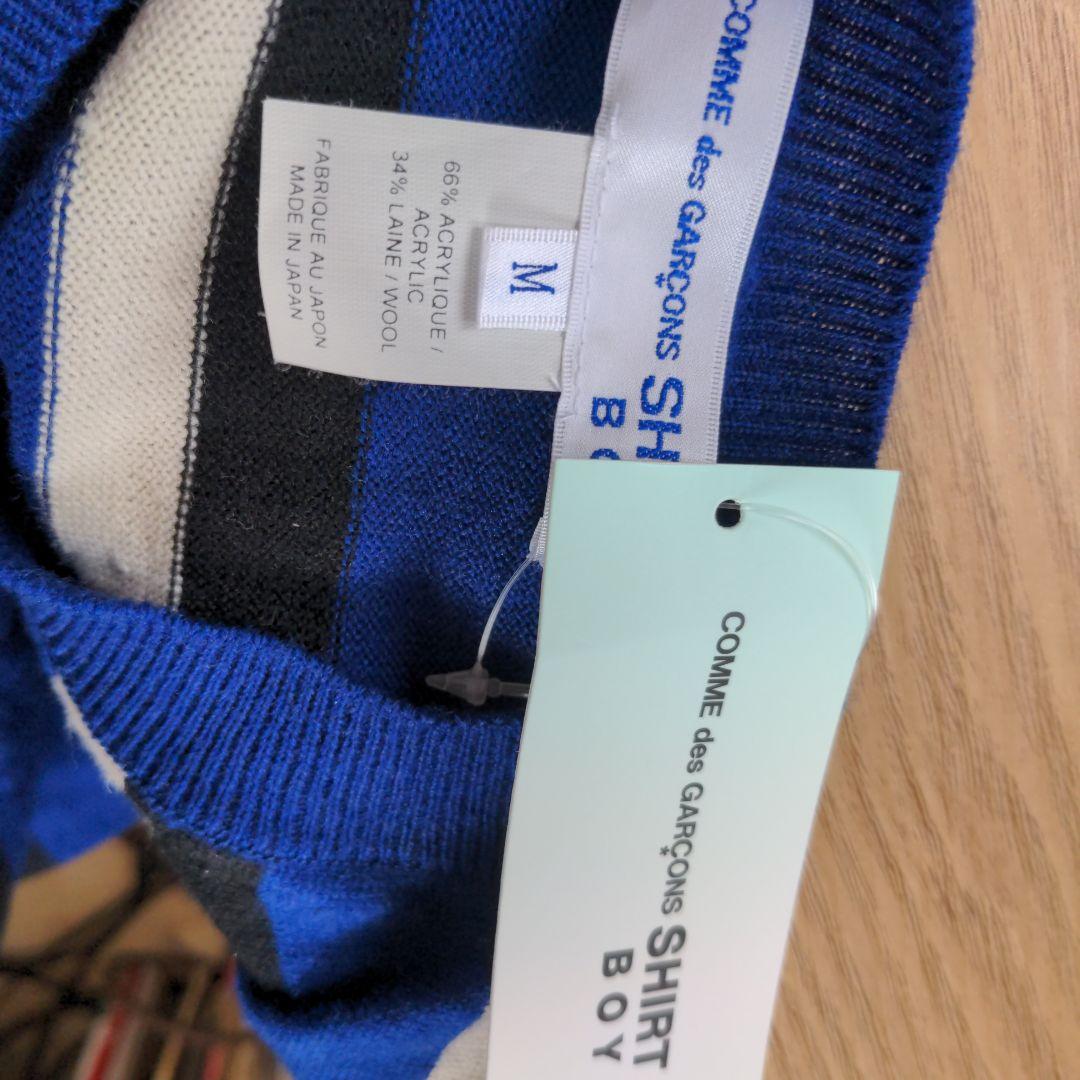 COMME des GARÇONS SHIRT
BOY
M
66% ACRYLIQUE /
ACRYLIC
34% LAINE / WOOL
FABRIQUE AU JAPON
MADE IN JAPAN
COMME des GARÇONS SHIRT
BOY